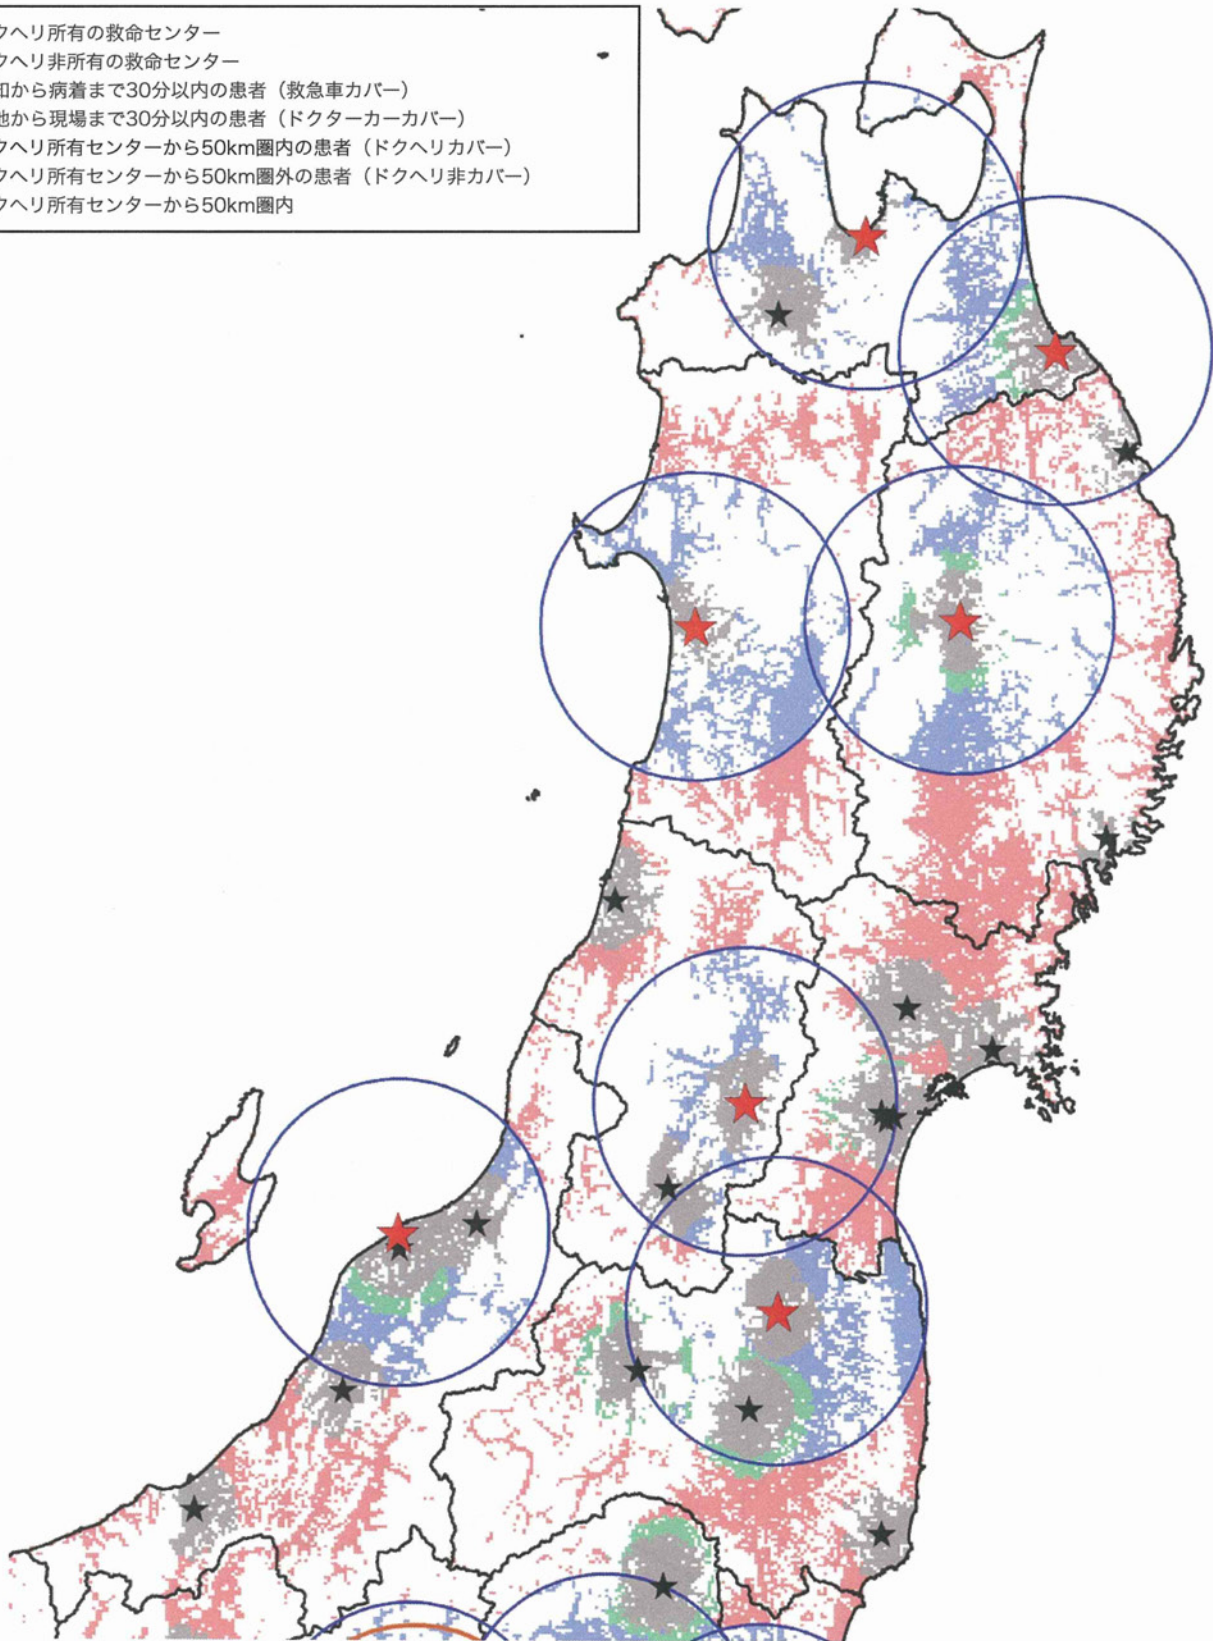 クヘリ所有の救命センター
クヘリ非所有の救命センター
知から病着まで30分以内の患者（救急車カバー）
地から現場まで30分以内の患者（ドクターカーカバー）
クヘリ所有センターから50km圏内の患者（ドクヘリカバー）
クヘリ所有センターから50km圏外の患者（ドクヘリ非カバー）
クヘリ所有センターから50km圏内